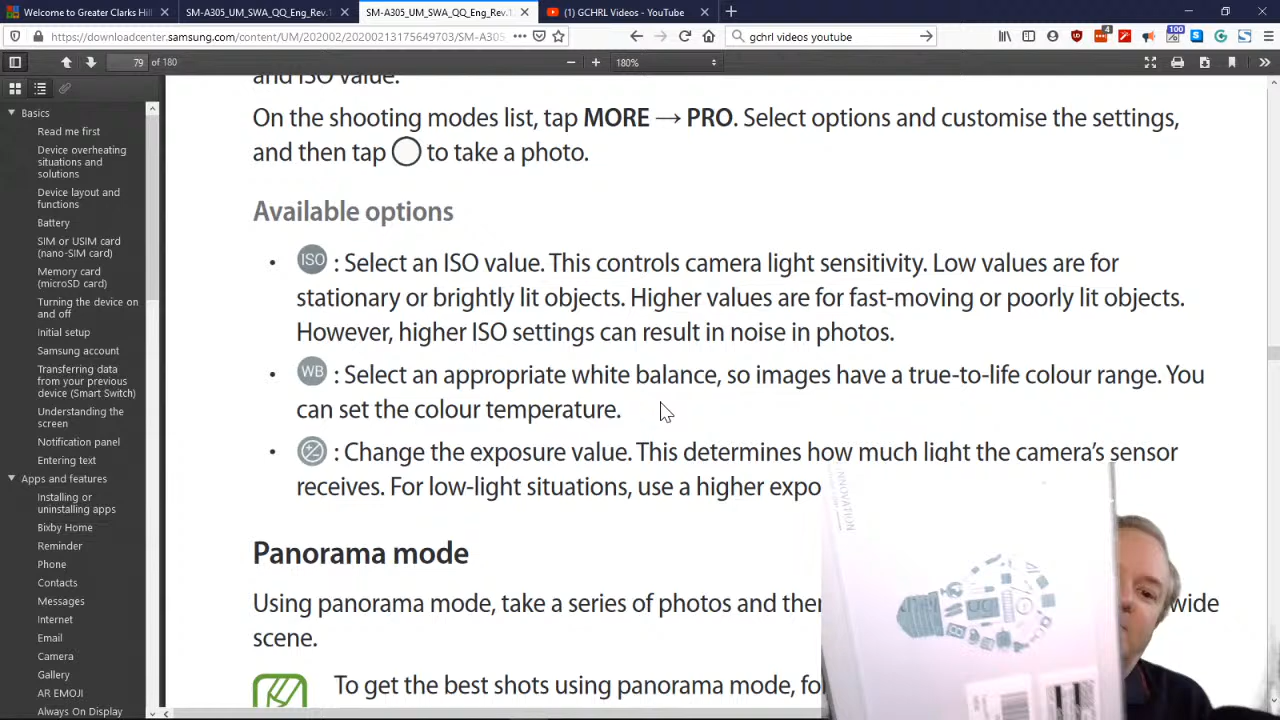 Welcome to Greater Clarks Hill
SM-A305_UM_SWA_QQ_Eng_Rev.1
SM-A305_UM_SWA_QQ_Eng_Rev.1.
(1) GCHRL Videos - YouTube
https://downloadcenter.samsung.com/content/UM/202002/20200213175649703/SM-A305
gchrl videos youtube
4
100
79 of 180
180%
Basics
Read me first
Device overheating
situations and
solutions
Device layout and
functions
Battery
SIM or USIM card
(nano-SIM card)
Memory card
(microSD card)
Turning the device on
and off
Initial setup
Samsung account
Transferring data
from your previous
device (Smart Switch)
Understanding the
screen
Notification panel
Entering text
Apps and features
Installing or
uninstalling apps
Bixby Home
Reminder
Phone
Contacts
Messages
Internet
Email
Camera
Gallery
AR EMOJI
Always On Display
and ISO value.
On the shooting modes list, tap MORE → PRO. Select options and customise the settings,
and then tap to take a photo.
Available options
• ISO : Select an ISO value. This controls camera light sensitivity. Low values are for
stationary or brightly lit objects. Higher values are for fast-moving or poorly lit objects.
However, higher ISO settings can result in noise in photos.
• WB : Select an appropriate white balance, so images have a true-to-life colour range. You
can set the colour temperature.
• : Change the exposure value. This determines how much light the camera's sensor
receives. For low-light situations, use a higher expo
Panorama mode
Using panorama mode, take a series of photos and ther wide
scene.
To get the best shots using panorama mode, fo